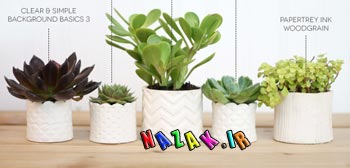 CLEAR & SIMPLE
BACKGROUND BASICS 3
PAPERTREY INK
WOODGRAIN
NAZAK.IR